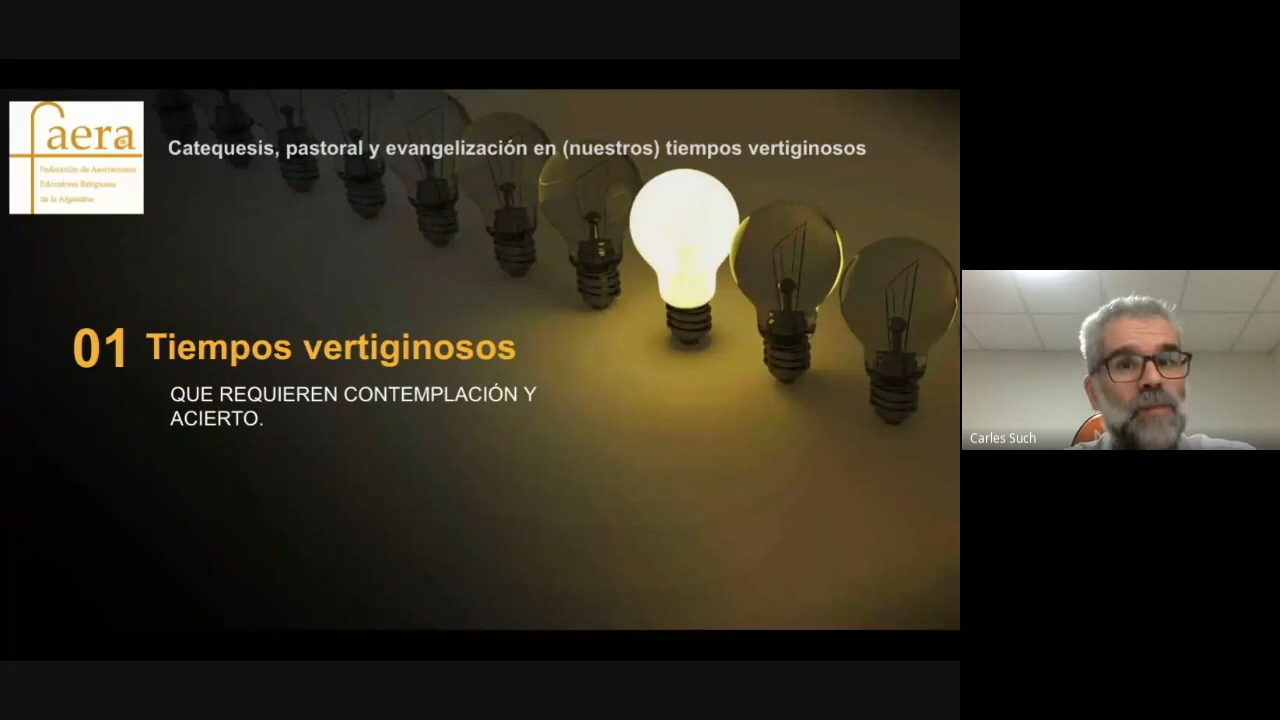 faera
Federación de Asociaciones
Educativas Religiosas
de la Argentina
Catequesis, pastoral y evangelización en (nuestros) tiempos vertiginosos
01 Tiempos vertiginosos
QUE REQUIEREN CONTEMPLACIÓN Y
ACIERTO.
Carles Such